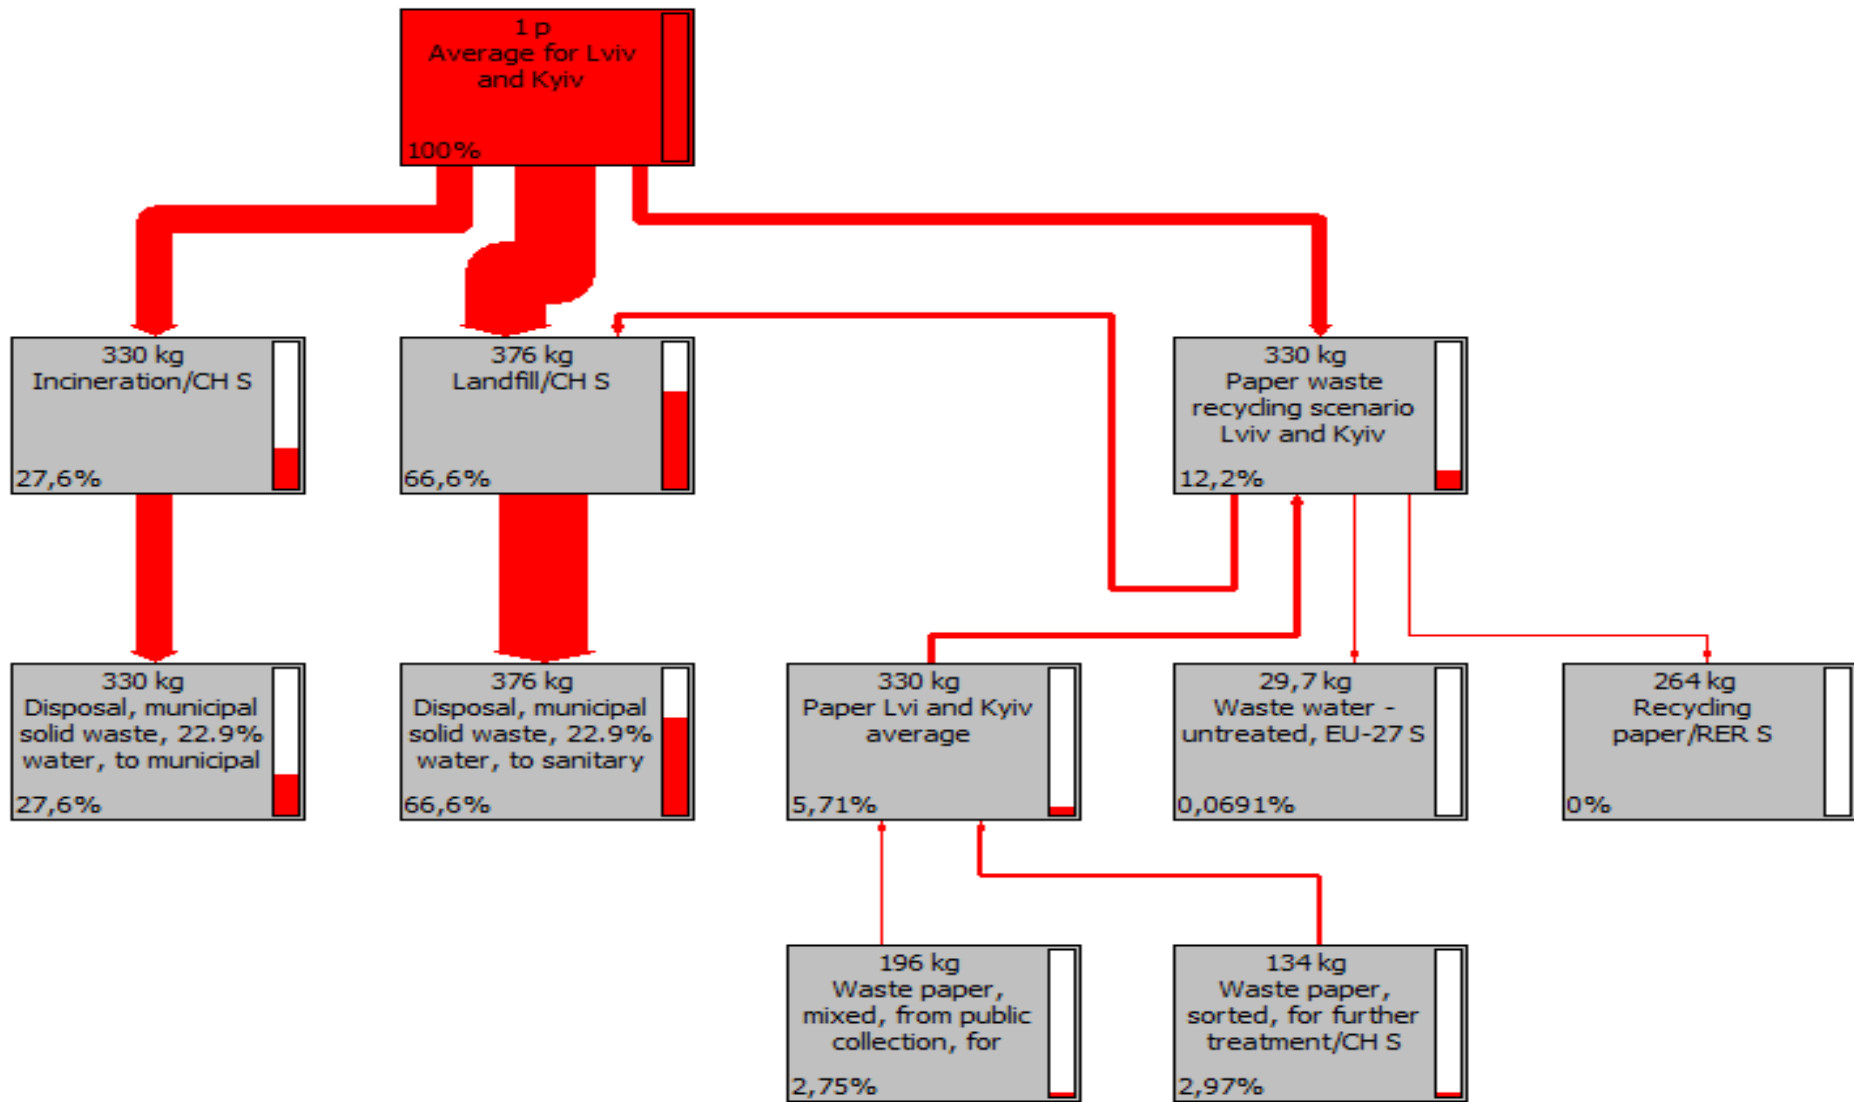 1 p
Average for Lviv
and Kyiv
100%
330 kg
Incineration/CH S
27,6%
376 kg
Landfill/CH S
66,6%
330 kg
Paper waste
recycling scenario
Lviv and Kyiv
12,2%
330 kg
Disposal, municipal
solid waste, 22.9%
water, to municipal
27,6%
376 kg
Disposal, municipal
solid waste, 22.9%
water, to sanitary
66,6%
330 kg
Paper Lvi and Kyiv
average
5,71%
29,7 kg
Waste water -
untreated, EU-27 S
0,0691%
264 kg
Recycling
paper/RER S
0%
196 kg
Waste paper,
mixed, from public
collection, for
2,75%
134 kg
Waste paper,
sorted, for further
treatment/CH S
2,97%